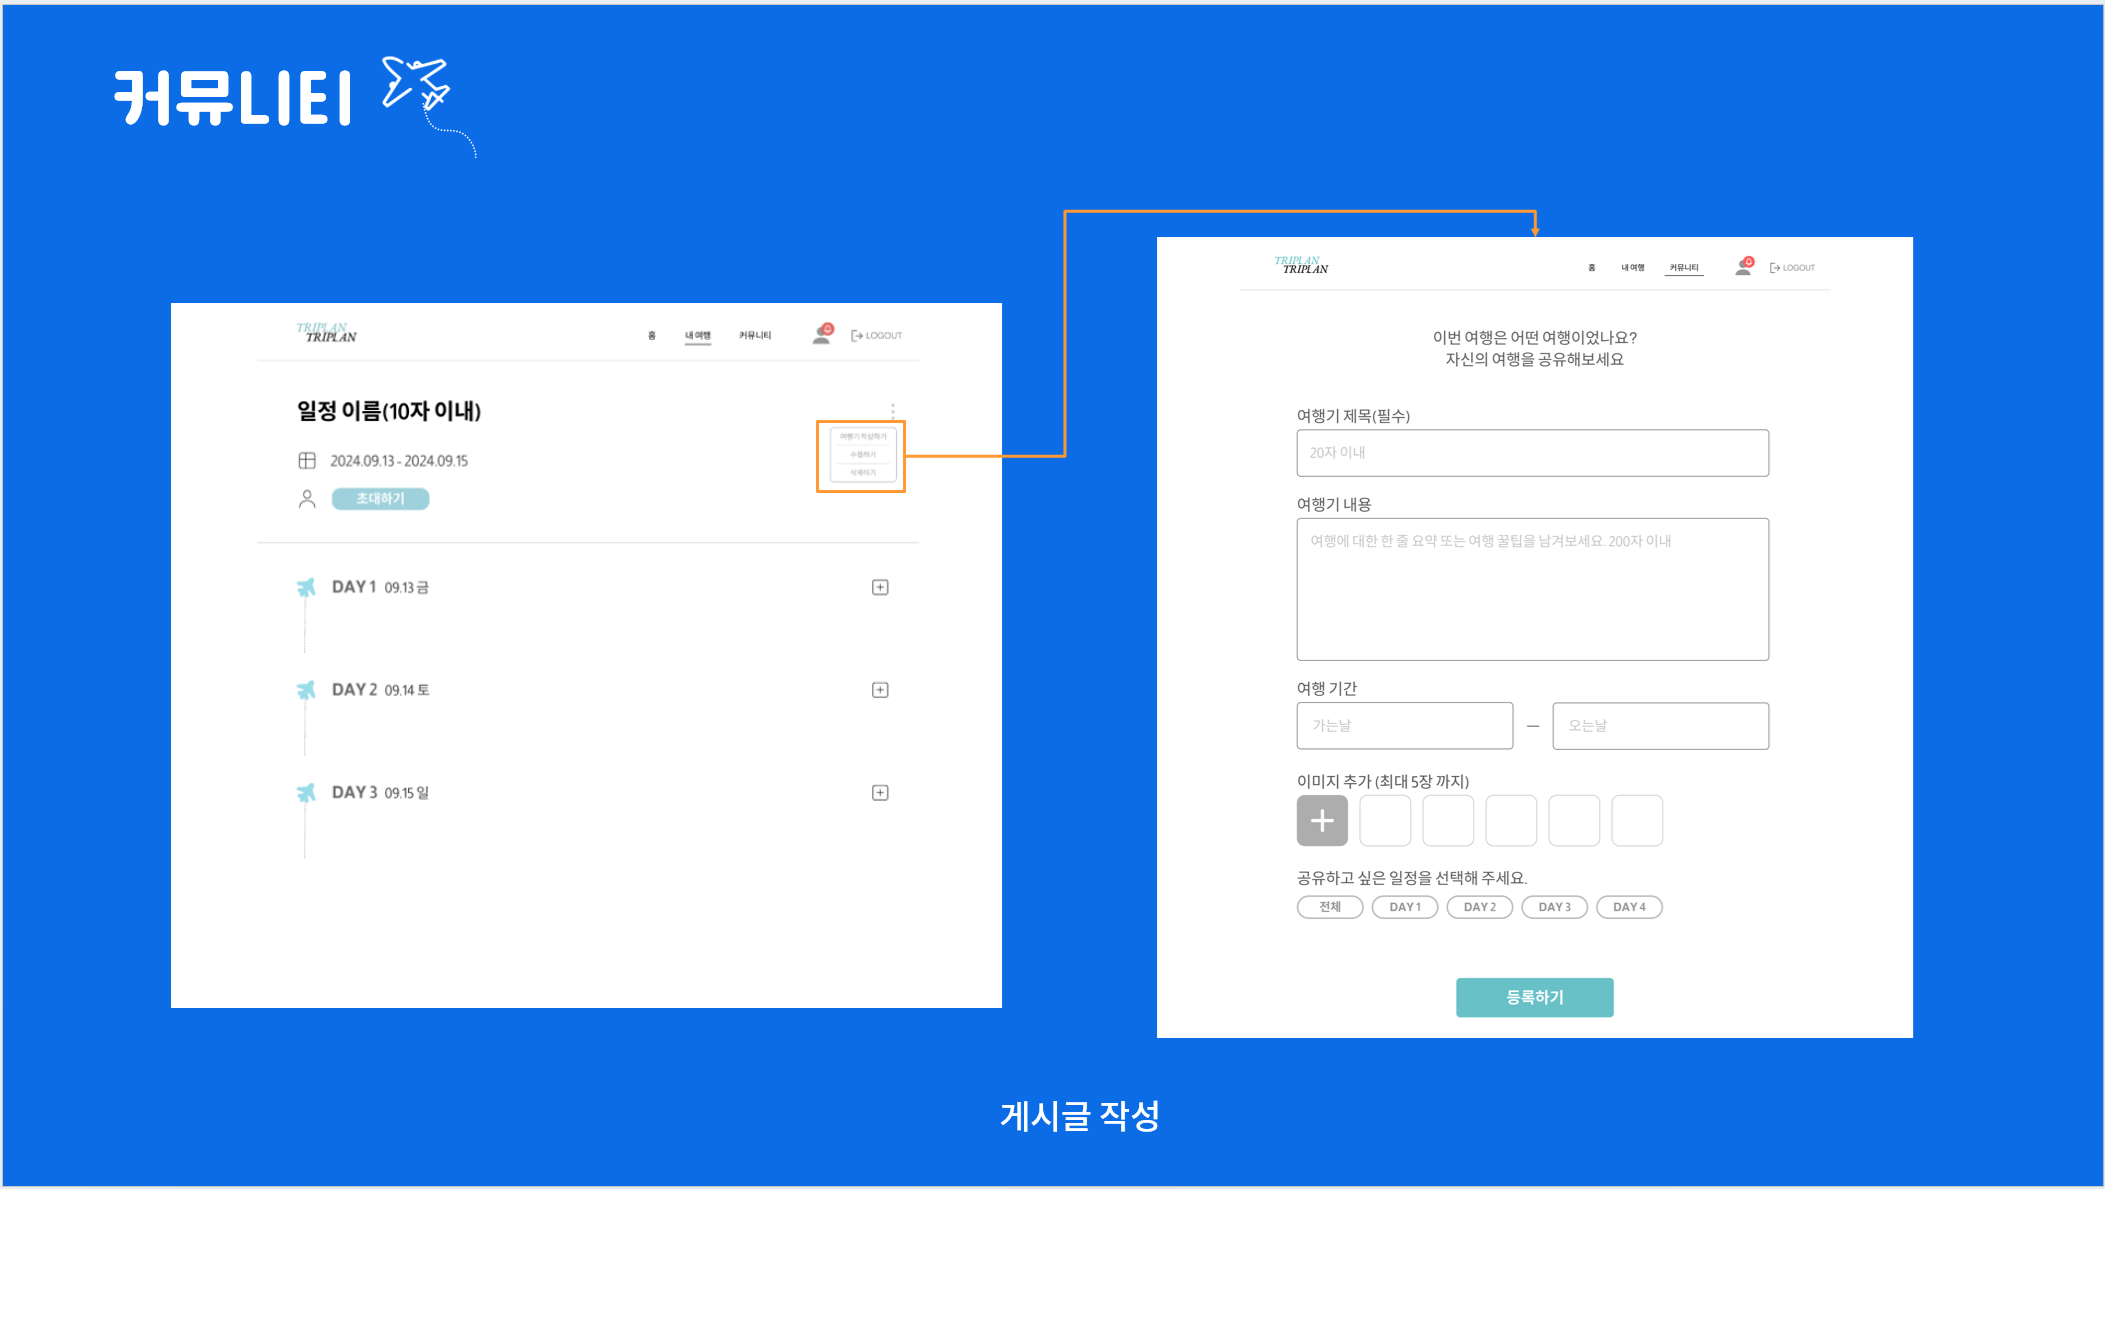 커뮤니티
TRIPLAN
TRIPLAN
홈 내 여행 커뮤니티 LOGOUT
일정 이름(10자 이내)
2024.09.13 - 2024.09.15
초대하기
여행기 작성하기
수정하기
삭제하기
DAY 1 09.13 금
DAY 2 09.14 토
DAY 3 09.15 일
TRIPLAN
TRIPLAN
홈 내 여행 커뮤니티 LOGOUT
이번 여행은 어떤 여행이었나요?
자신의 여행을 공유해보세요
여행기 제목(필수)
20자 이내
여행기 내용
여행에 대한 한 줄 요약 또는 여행 꿀팁을 남겨보세요. 200자 이내
여행 기간
가는날 — 오는날
이미지 추가 (최대 5장 까지)
공유하고 싶은 일정을 선택해 주세요.
전체 DAY 1 DAY 2 DAY 3 DAY 4
등록하기
게시글 작성